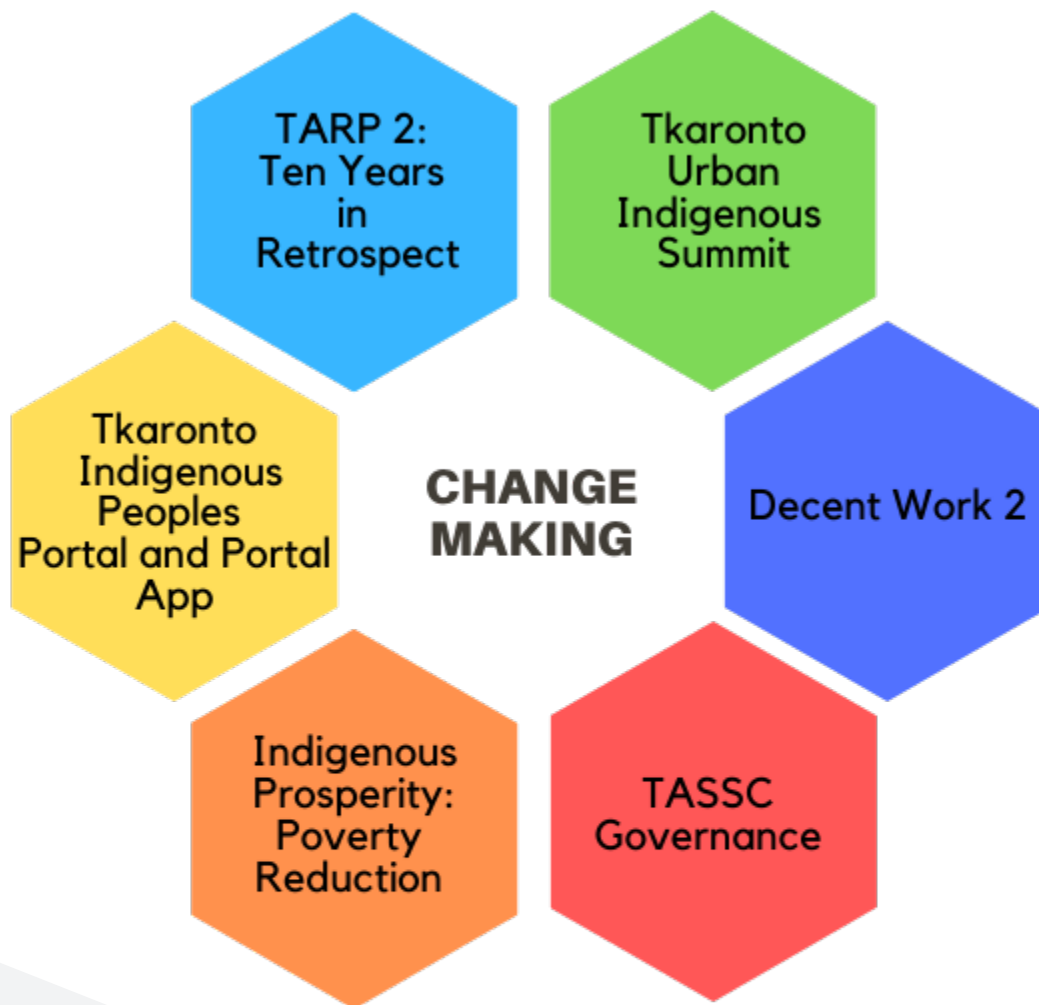 TARP 2:
Ten Years
in
Retrospect
Tkaronto
Urban
Indigenous
Summit
Tkaronto
Indigenous
Peoples
Portal and Portal
App
CHANGE
MAKING
Decent Work 2
Indigenous
Prosperity:
Poverty
Reduction
TASSC
Governance